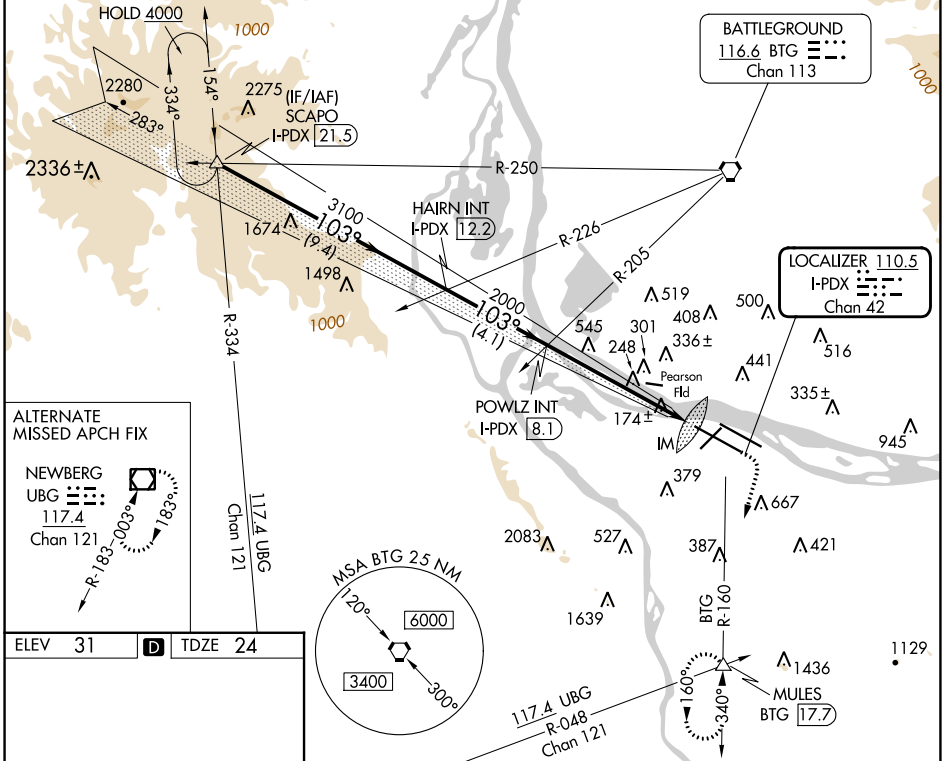 HOLD 4000
1000
BATTLEGROUND
116.6 BTG
Chan 113
1000
2280
334°
154°
2275
(IF/IAF)
SCAPO
I-PDX 21.5
283°
2336±
R-250
3100
103°
(9.4)
1674
HAIRN INT
I-PDX 12.2
R-226
R-205
1498
1000
LOCALIZER 110.5
I-PDX
Chan 42
2000
103°
(4.1)
519
408
500
545
301
336±
248
516
441
Pearson
Fld
R-334
POWLZ INT
I-PDX 8.1
174±
335±
IM
945
ALTERNATE
MISSED APCH FIX
NEWBERG
UBG
117.4
Chan 121
003°
183°
R-183
117.4 UBG
Chan 121
379
667
2083
527
387
421
MSA BTG 25 NM
120°
6000
3400
300°
1639
BTG
R-160
ELEV 31
D
TDZE 24
1129
1436
160°
340°
MULES
BTG 17.7
117.4 UBG
R-048
Chan 121